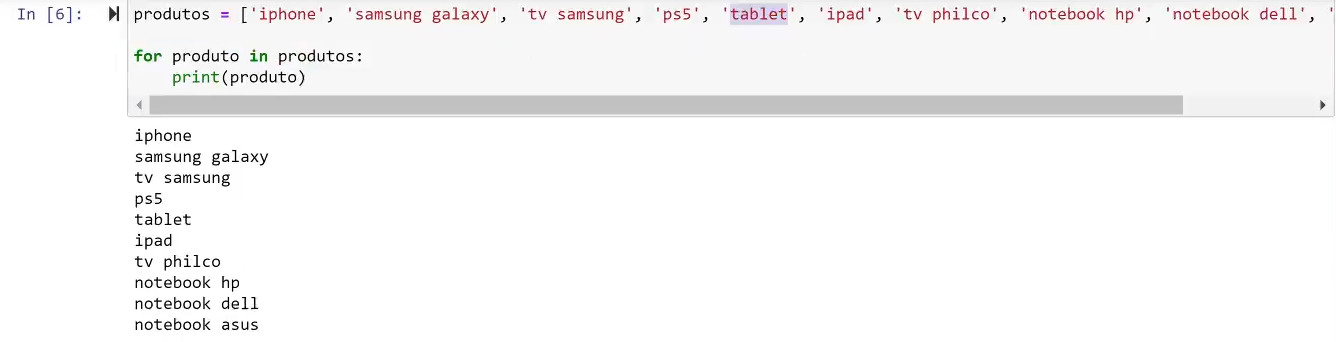 In [6]:
produtos = ['iphone', 'samsung galaxy', 'tv samsung', 'ps5', 'tablet', 'ipad', 'tv philco', 'notebook hp', 'notebook dell', '
for produto in produtos:
    print(produto)
iphone
samsung galaxy
tv samsung
ps5
tablet
ipad
tv philco
notebook hp
notebook dell
notebook asus